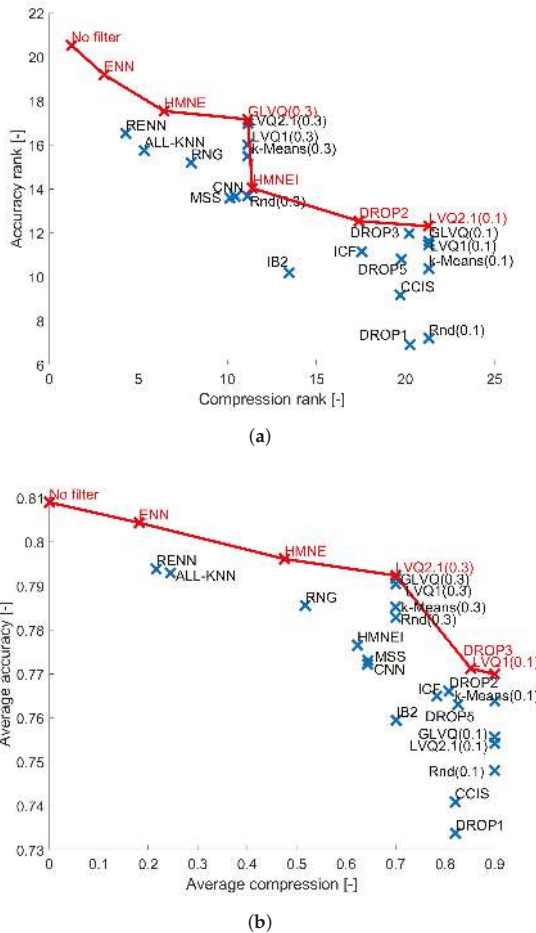 22
20
18
16
14
12
10
8
6
Accuracy rank [-]
No filter
ENN
HMNE
GLVQ(0.3)
LVQ2.1(0.3)
RENN
LVQ1(0.3)
ALL-KNN
k-Means(0.3)
RNG
HMNEI
CNN
MSS
Rnd(0.3)
DROP2
LVQ2.1(0.1)
DROP3
GLVQ(0.1)
LVQ1(0.1)
ICF
IB2
DROP5
k-Means(0.1)
CCIS
DROP1
Rnd(0.1)
0 5 10 15 20 25
Compression rank [-]
(a)
0.81
0.8
0.79
0.78
0.77
0.76
0.75
0.74
0.73
Average accuracy [-]
No filter
ENN
HMNE
RENN
ALL-KNN
LVQ2.1(0.3)
GLVQ(0.3)
LVQ1(0.3)
RNG
k-Means(0.3)
Rnd(0.3)
HMNEI
MSS
CNN
DROP3
LVQ1(0.1)
DROP2
ICF
k-Means(0.1)
IB2
DROP5
GLVQ(0.1)
LVQ2.1(0.1)
Rnd(0.1)
CCIS
DROP1
0 0.1 0.2 0.3 0.4 0.5 0.6 0.7 0.8 0.9
Average compression [-]
(b)